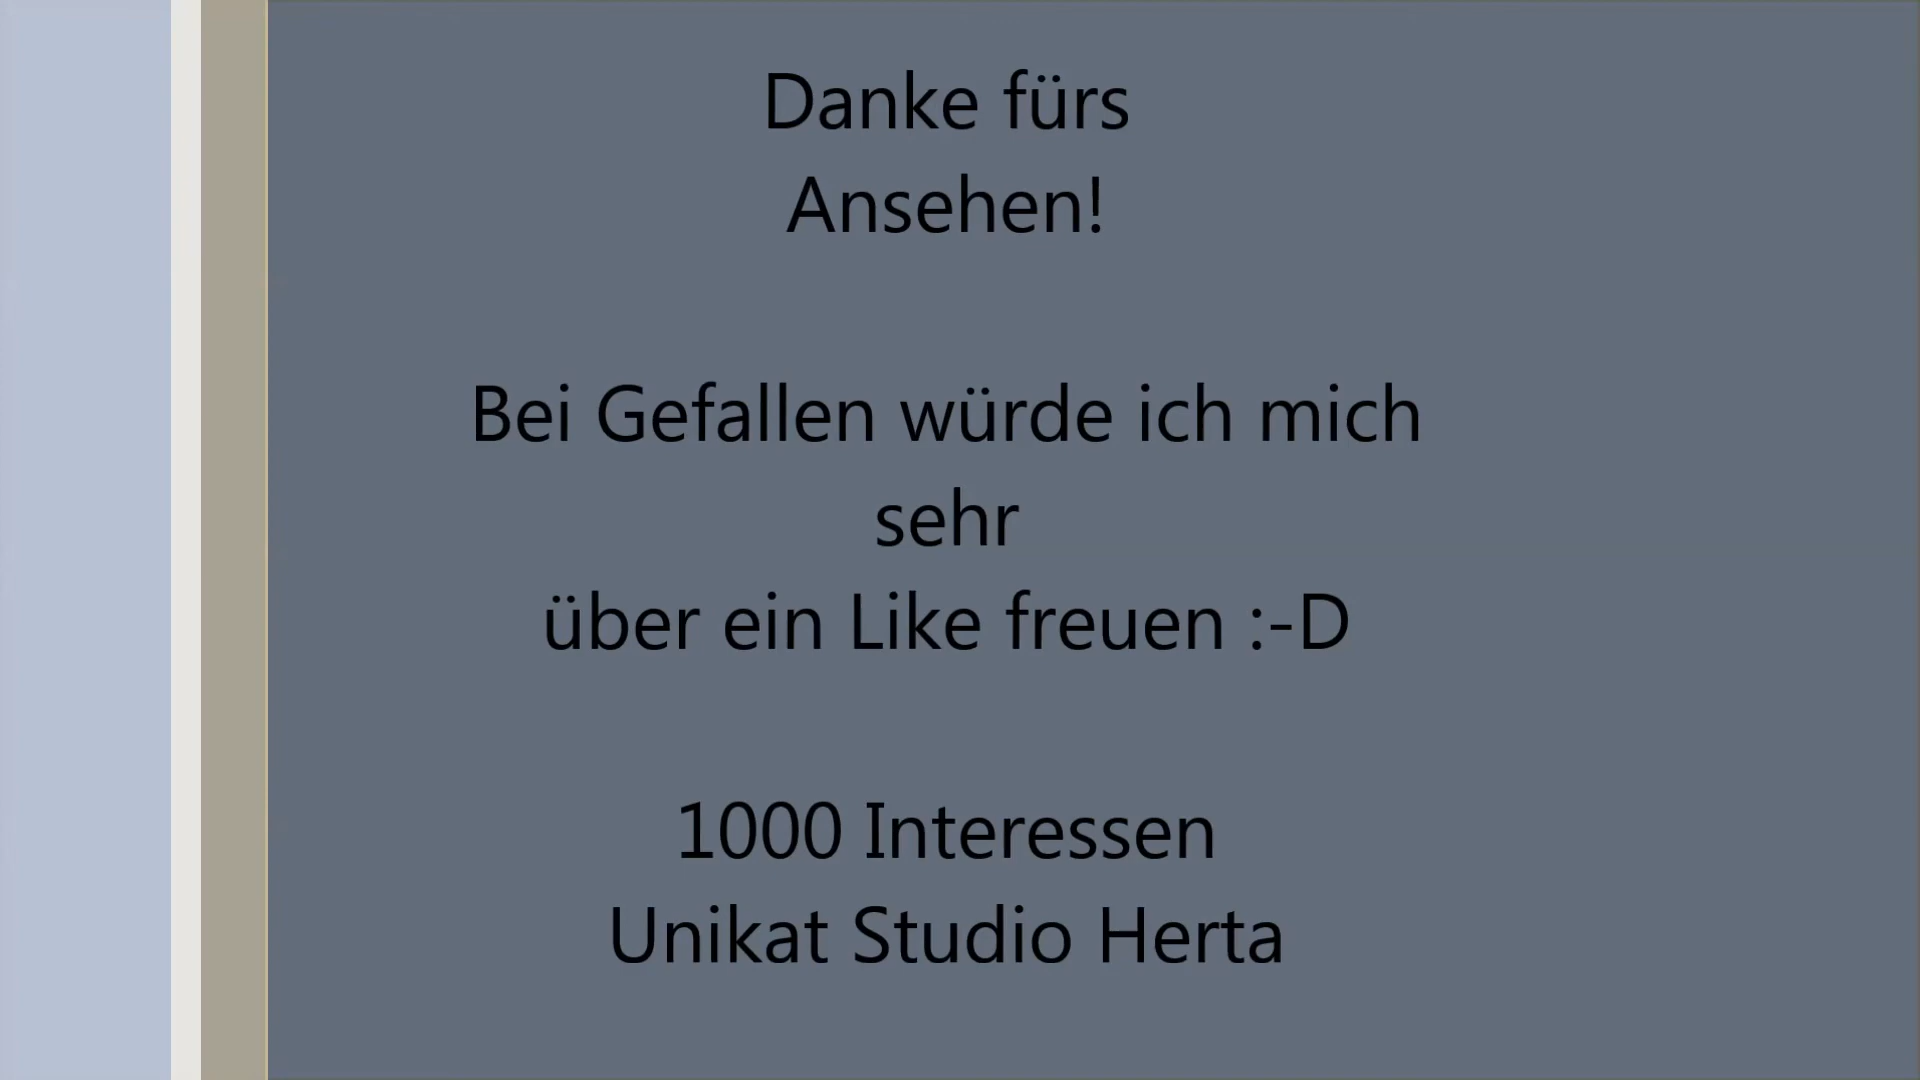 Danke fürs
Ansehen!
Bei Gefallen würde ich mich
sehr
über ein Like freuen :-D
1000 Interessen
Unikat Studio Herta